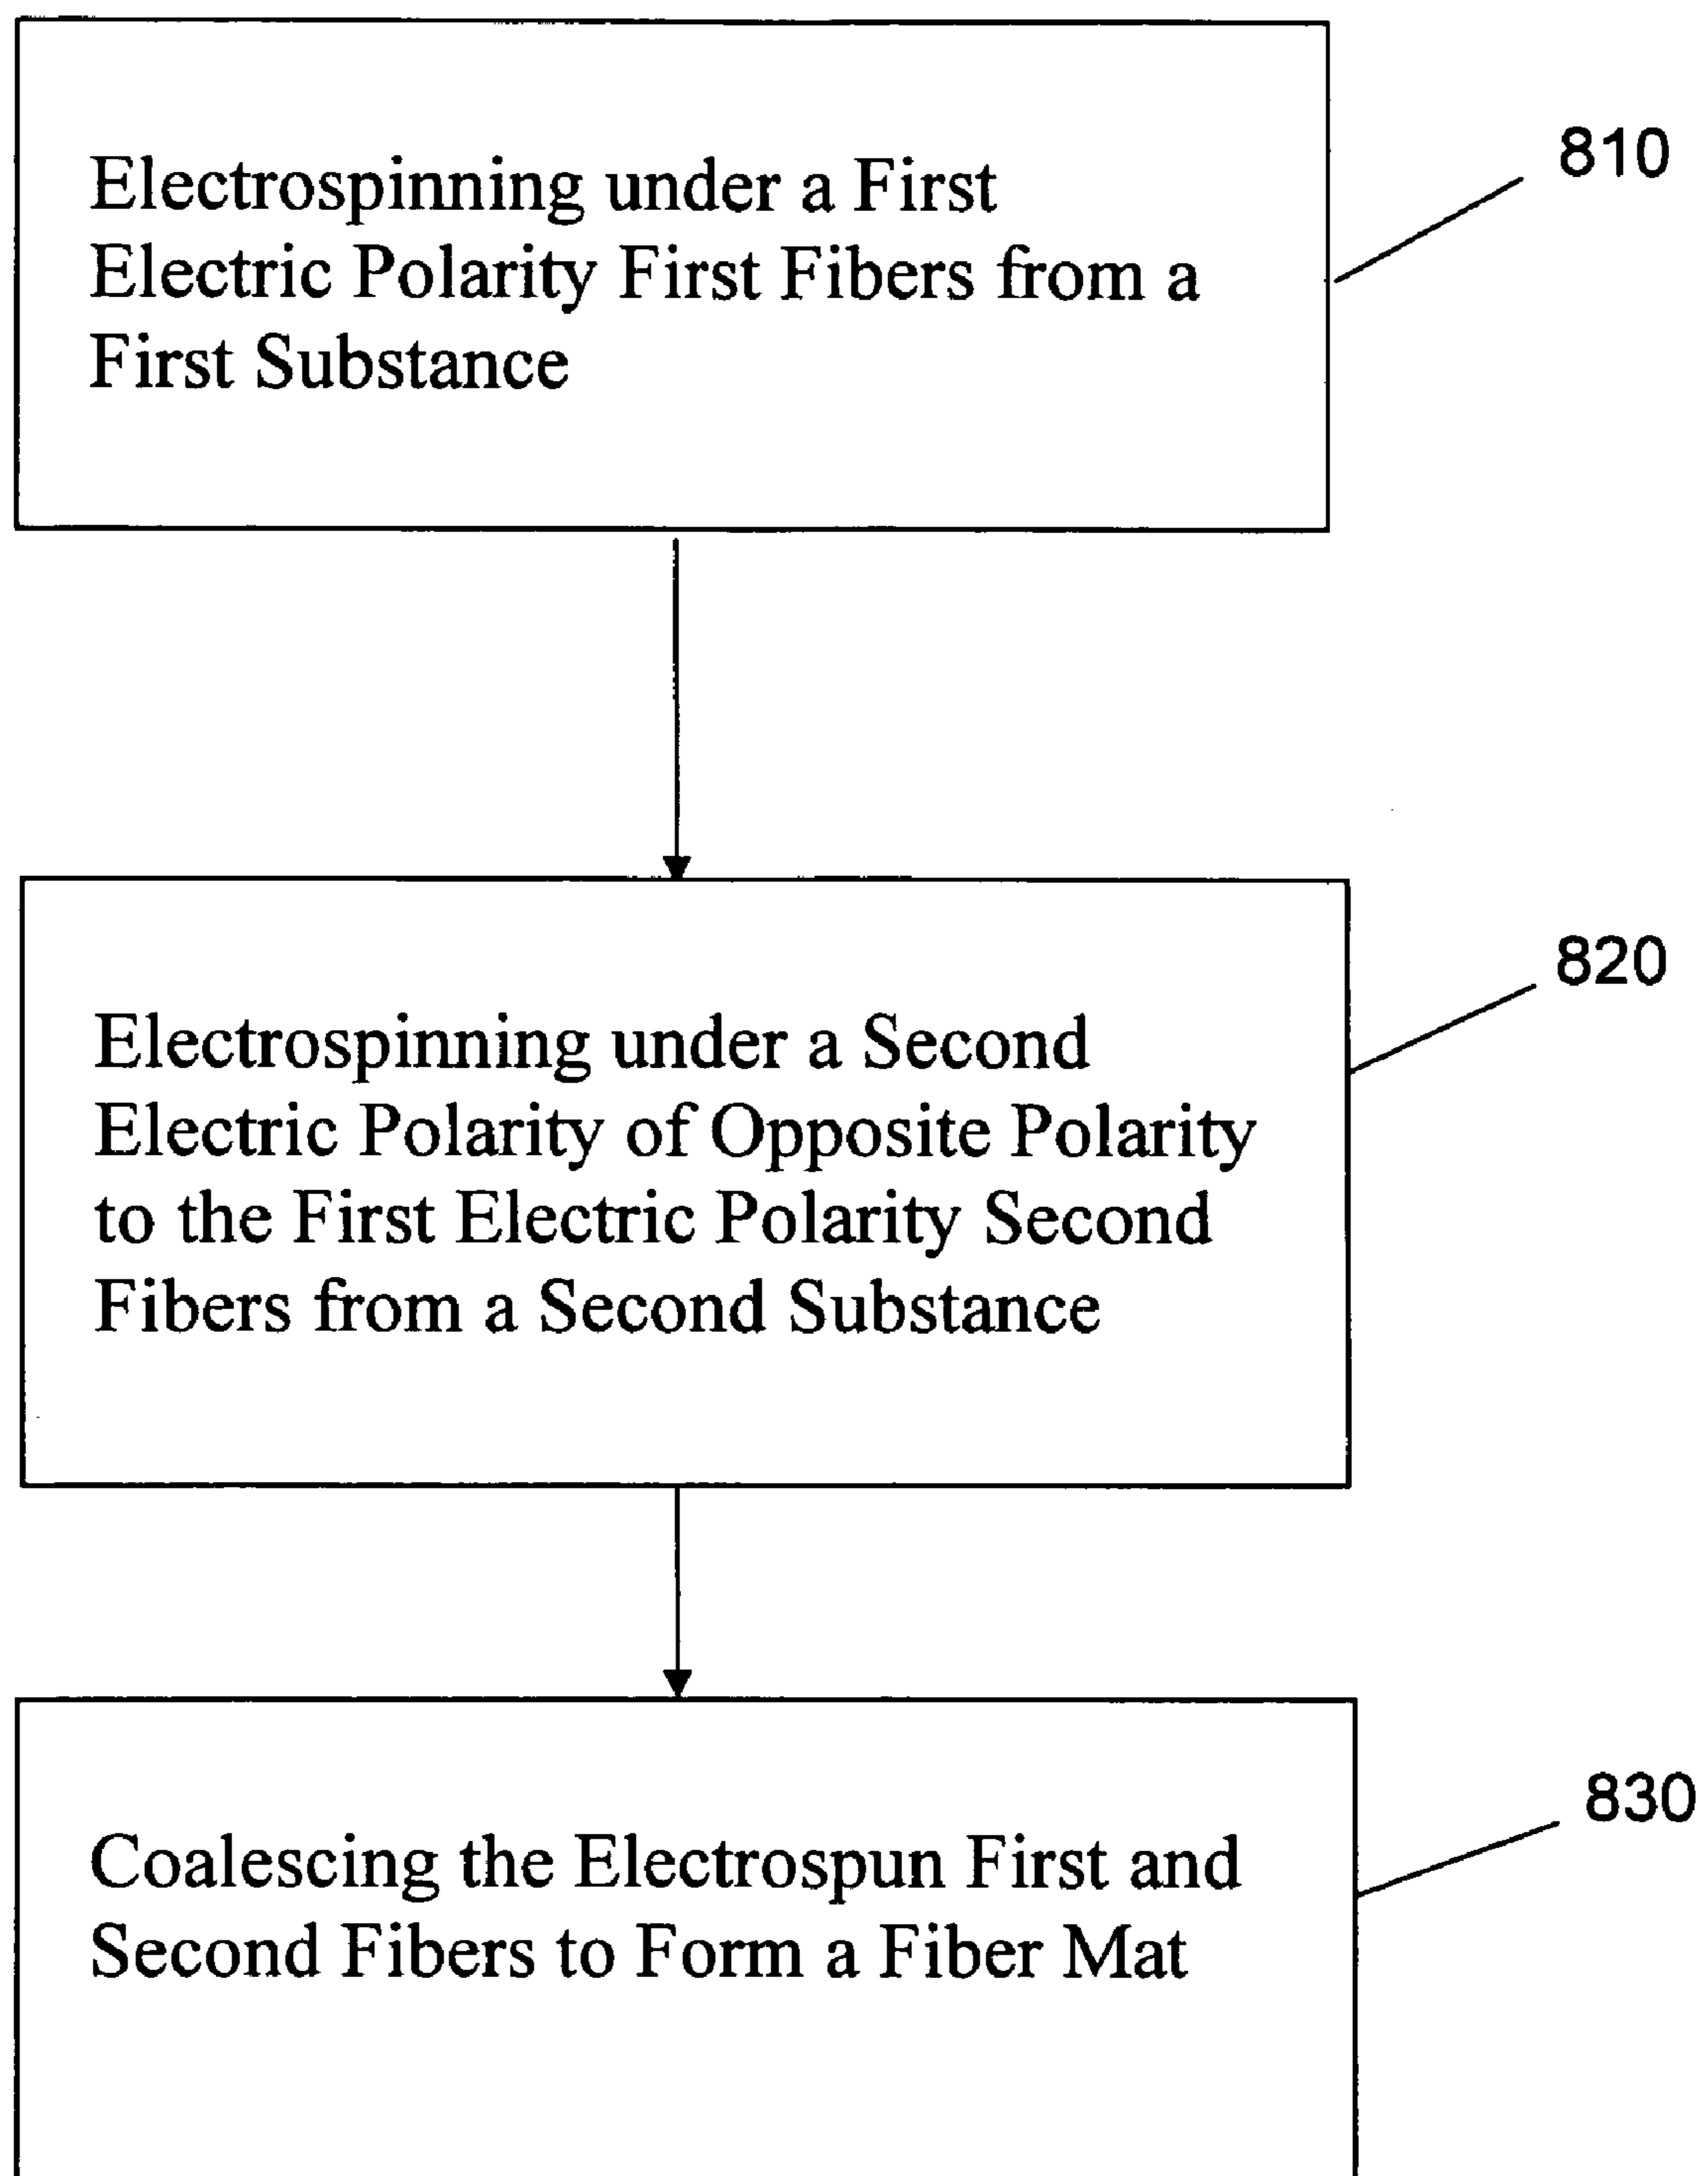 Electrospinning under a First
Electric Polarity First Fibers from a
First Substance
810
Electrospinning under a Second
Electric Polarity of Opposite Polarity
to the First Electric Polarity Second
Fibers from a Second Substance
820
Coalescing the Electrospun First and
Second Fibers to Form a Fiber Mat
830